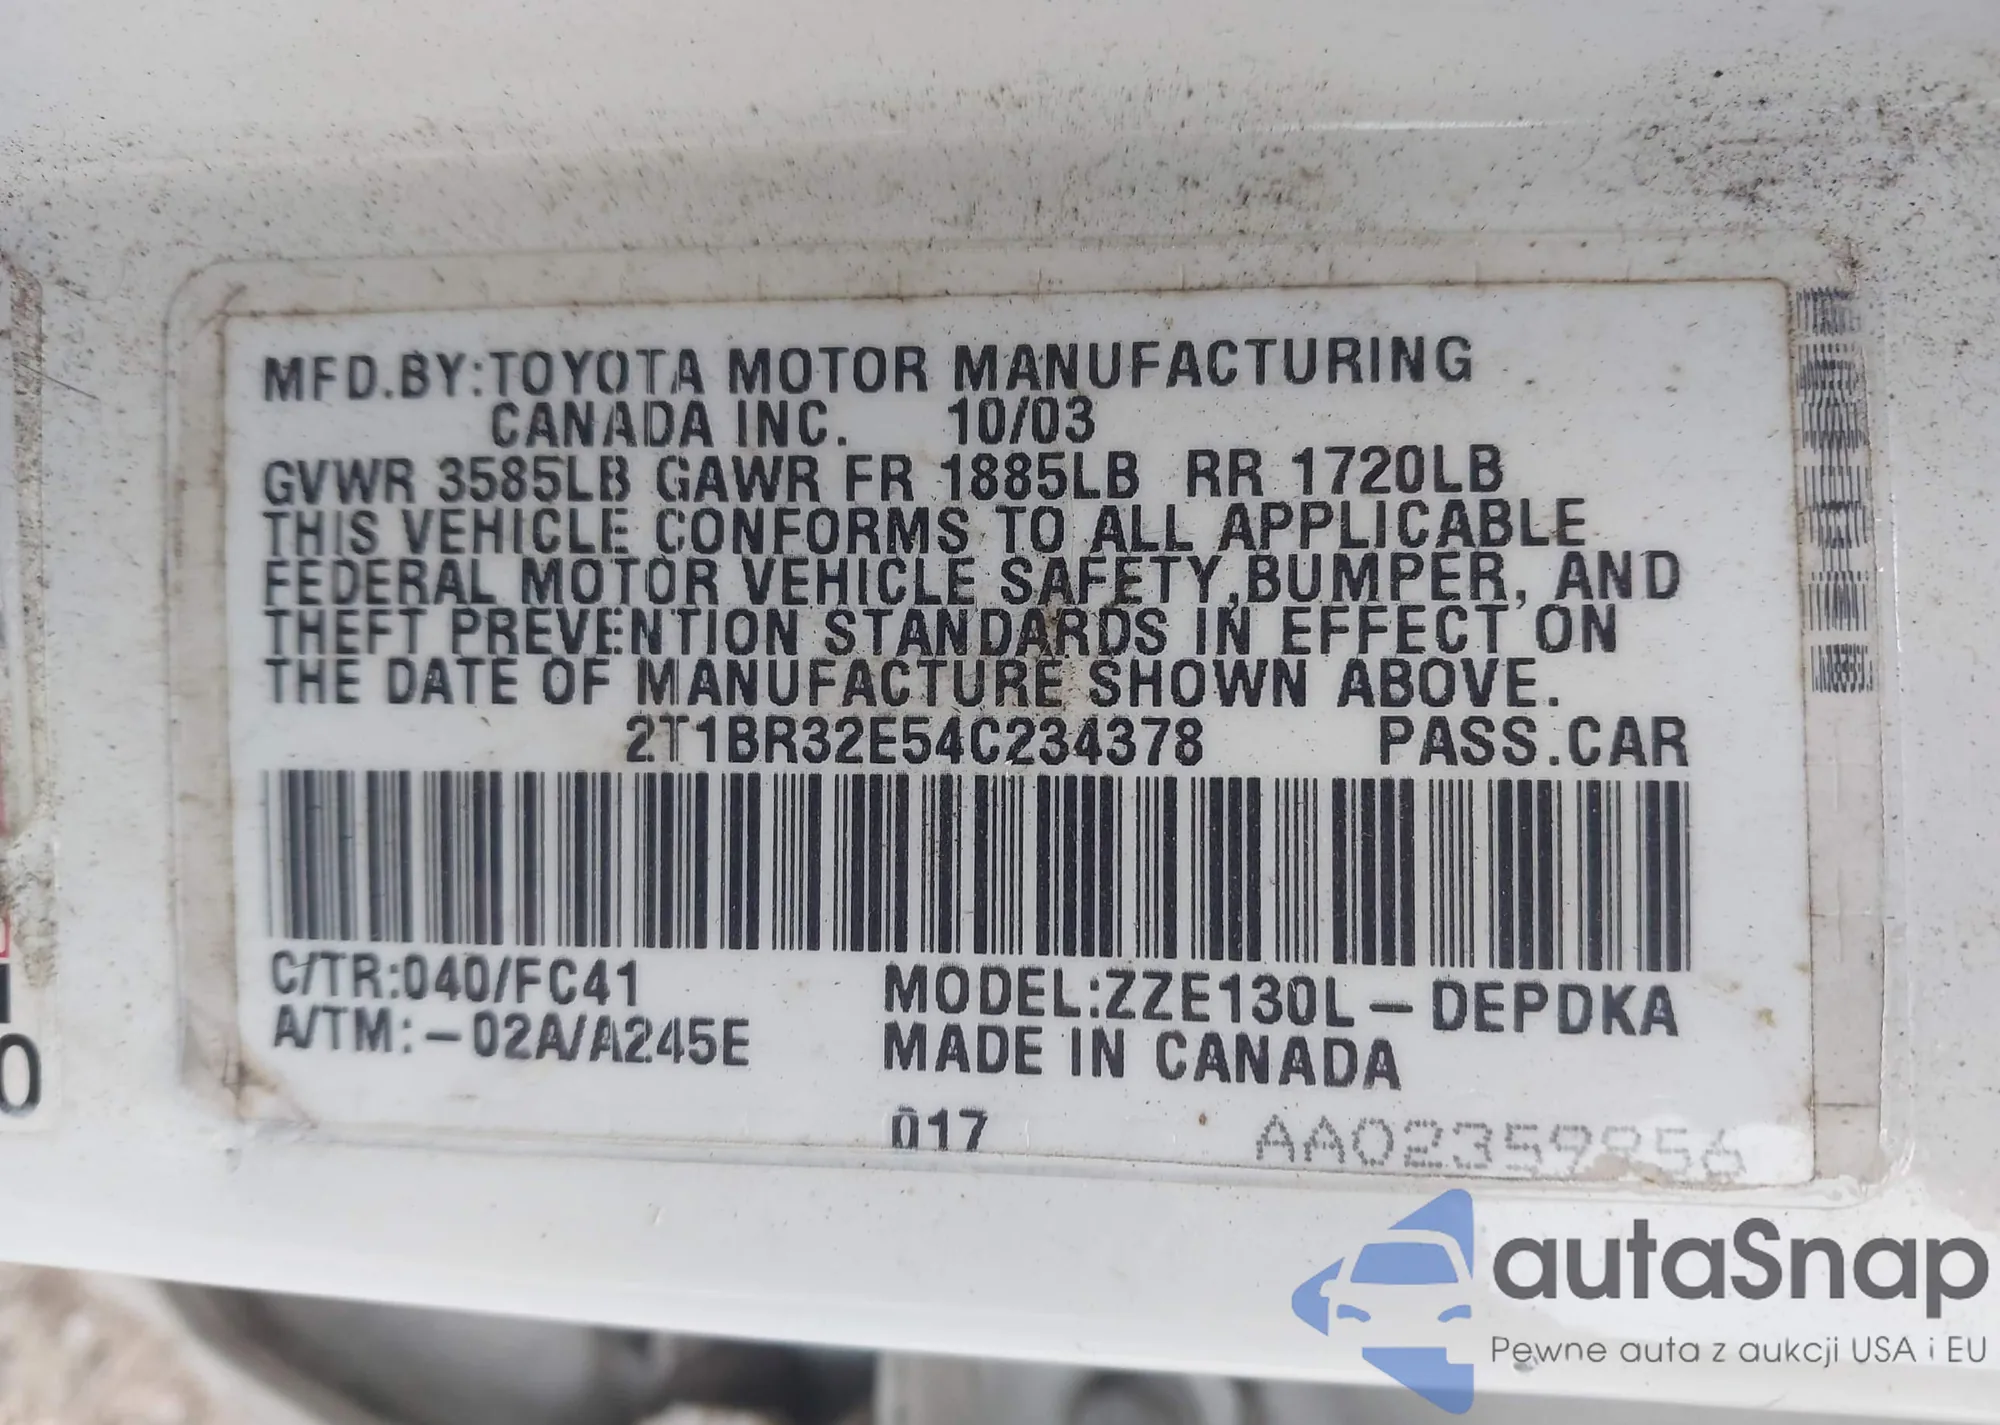 MFD.BY:TOYOTA MOTOR MANUFACTURING
CANADA INC. 10/03
GVWR 3585LB GAWR FR 1885LB RR 1720LB
THIS VEHICLE CONFORMS TO ALL APPLICABLE
FEDERAL MOTOR VEHICLE SAFETY,BUMPER, AND
THEFT PREVENTION STANDARDS IN EFFECT ON
THE DATE OF MANUFACTURE SHOWN ABOVE.
2T1BR32E54C234378 PASS.CAR
C/TR:040/FC41 MODEL:ZZE130L-DEPDKA
A/TM:-02A/A245E MADE IN CANADA
017
autaSnap
Pewne auta z aukcji USA i EU